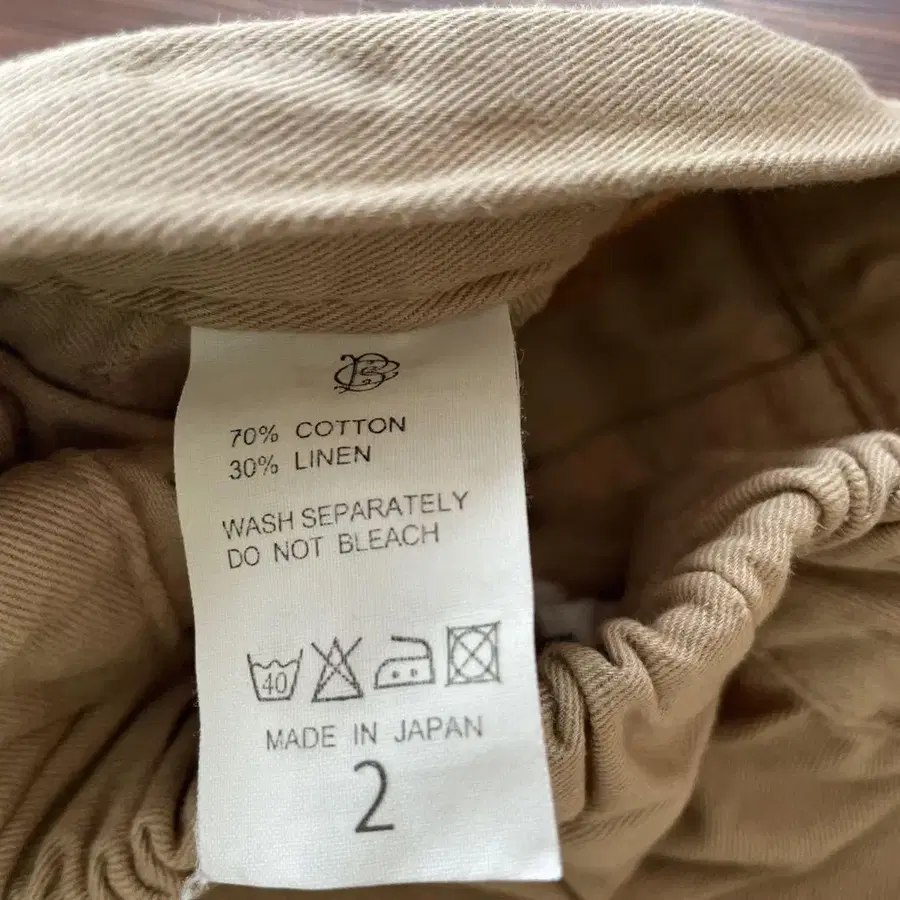 70% COTTON
30% LINEN
WASH SEPARATELY
DO NOT BLEACH
40
MADE IN JAPAN
2